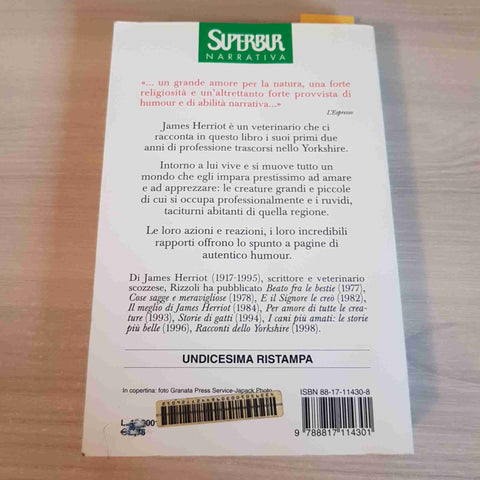 SUPERBUR
NARRATIVA
«... un grande amore per la natura, una forte
religiosità e un'altrettanto forte provvista di
humour e di abilità narrativa...»
L'Espresso
James Herriot è un veterinario che ci
racconta in questo libro i suoi primi due
anni di professione trascorsi nello Yorkshire.
Intorno a lui vive e si muove tutto un
mondo che egli impara prestissimo ad amare
e ad apprezzare: le creature grandi e piccole
di cui si occupa professionalmente e i ruvidi,
taciturni abitanti di quella regione.
Le loro azioni e reazioni, i loro incredibili
rapporti offrono lo spunto a pagine di
autentico humour.
Di James Herriot (1917-1995), scrittore e veterinario
scozzese, Rizzoli ha pubblicato Beato fra le bestie (1977),
Cose sagge e meravigliose (1978), E il Signore le creò (1982),
Il meglio di James Herriot (1984), Per amore di tutte le crea-
ture (1993), Storie di gatti (1994), I cani più amati: le storie
più belle (1996), Racconti dello Yorkshire (1998).
UNDICESIMA RISTAMPA
In copertina: foto Granata Press Service-Japack Photo
ISBN 88-17-11430-8
9 788817 114301